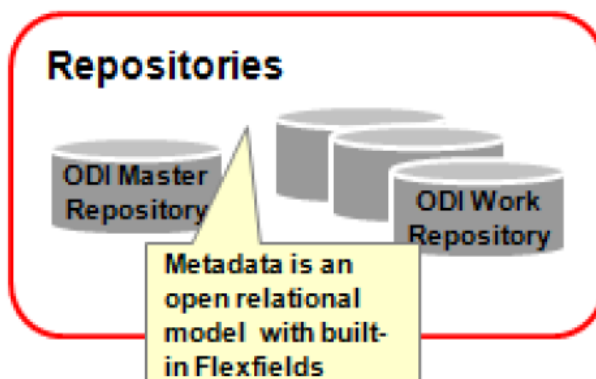 Repositories
ODI Master
Repository
ODI Work
Repository
Metadata is an
open relational
model with built-
in Flexfields